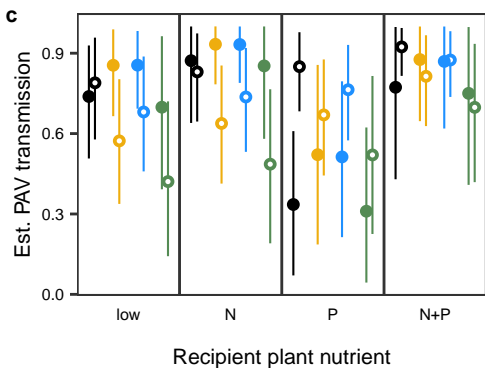 c
Est. PAV transmission
0.9
0.6
0.3
0.0
low N P N+P
Recipient plant nutrient